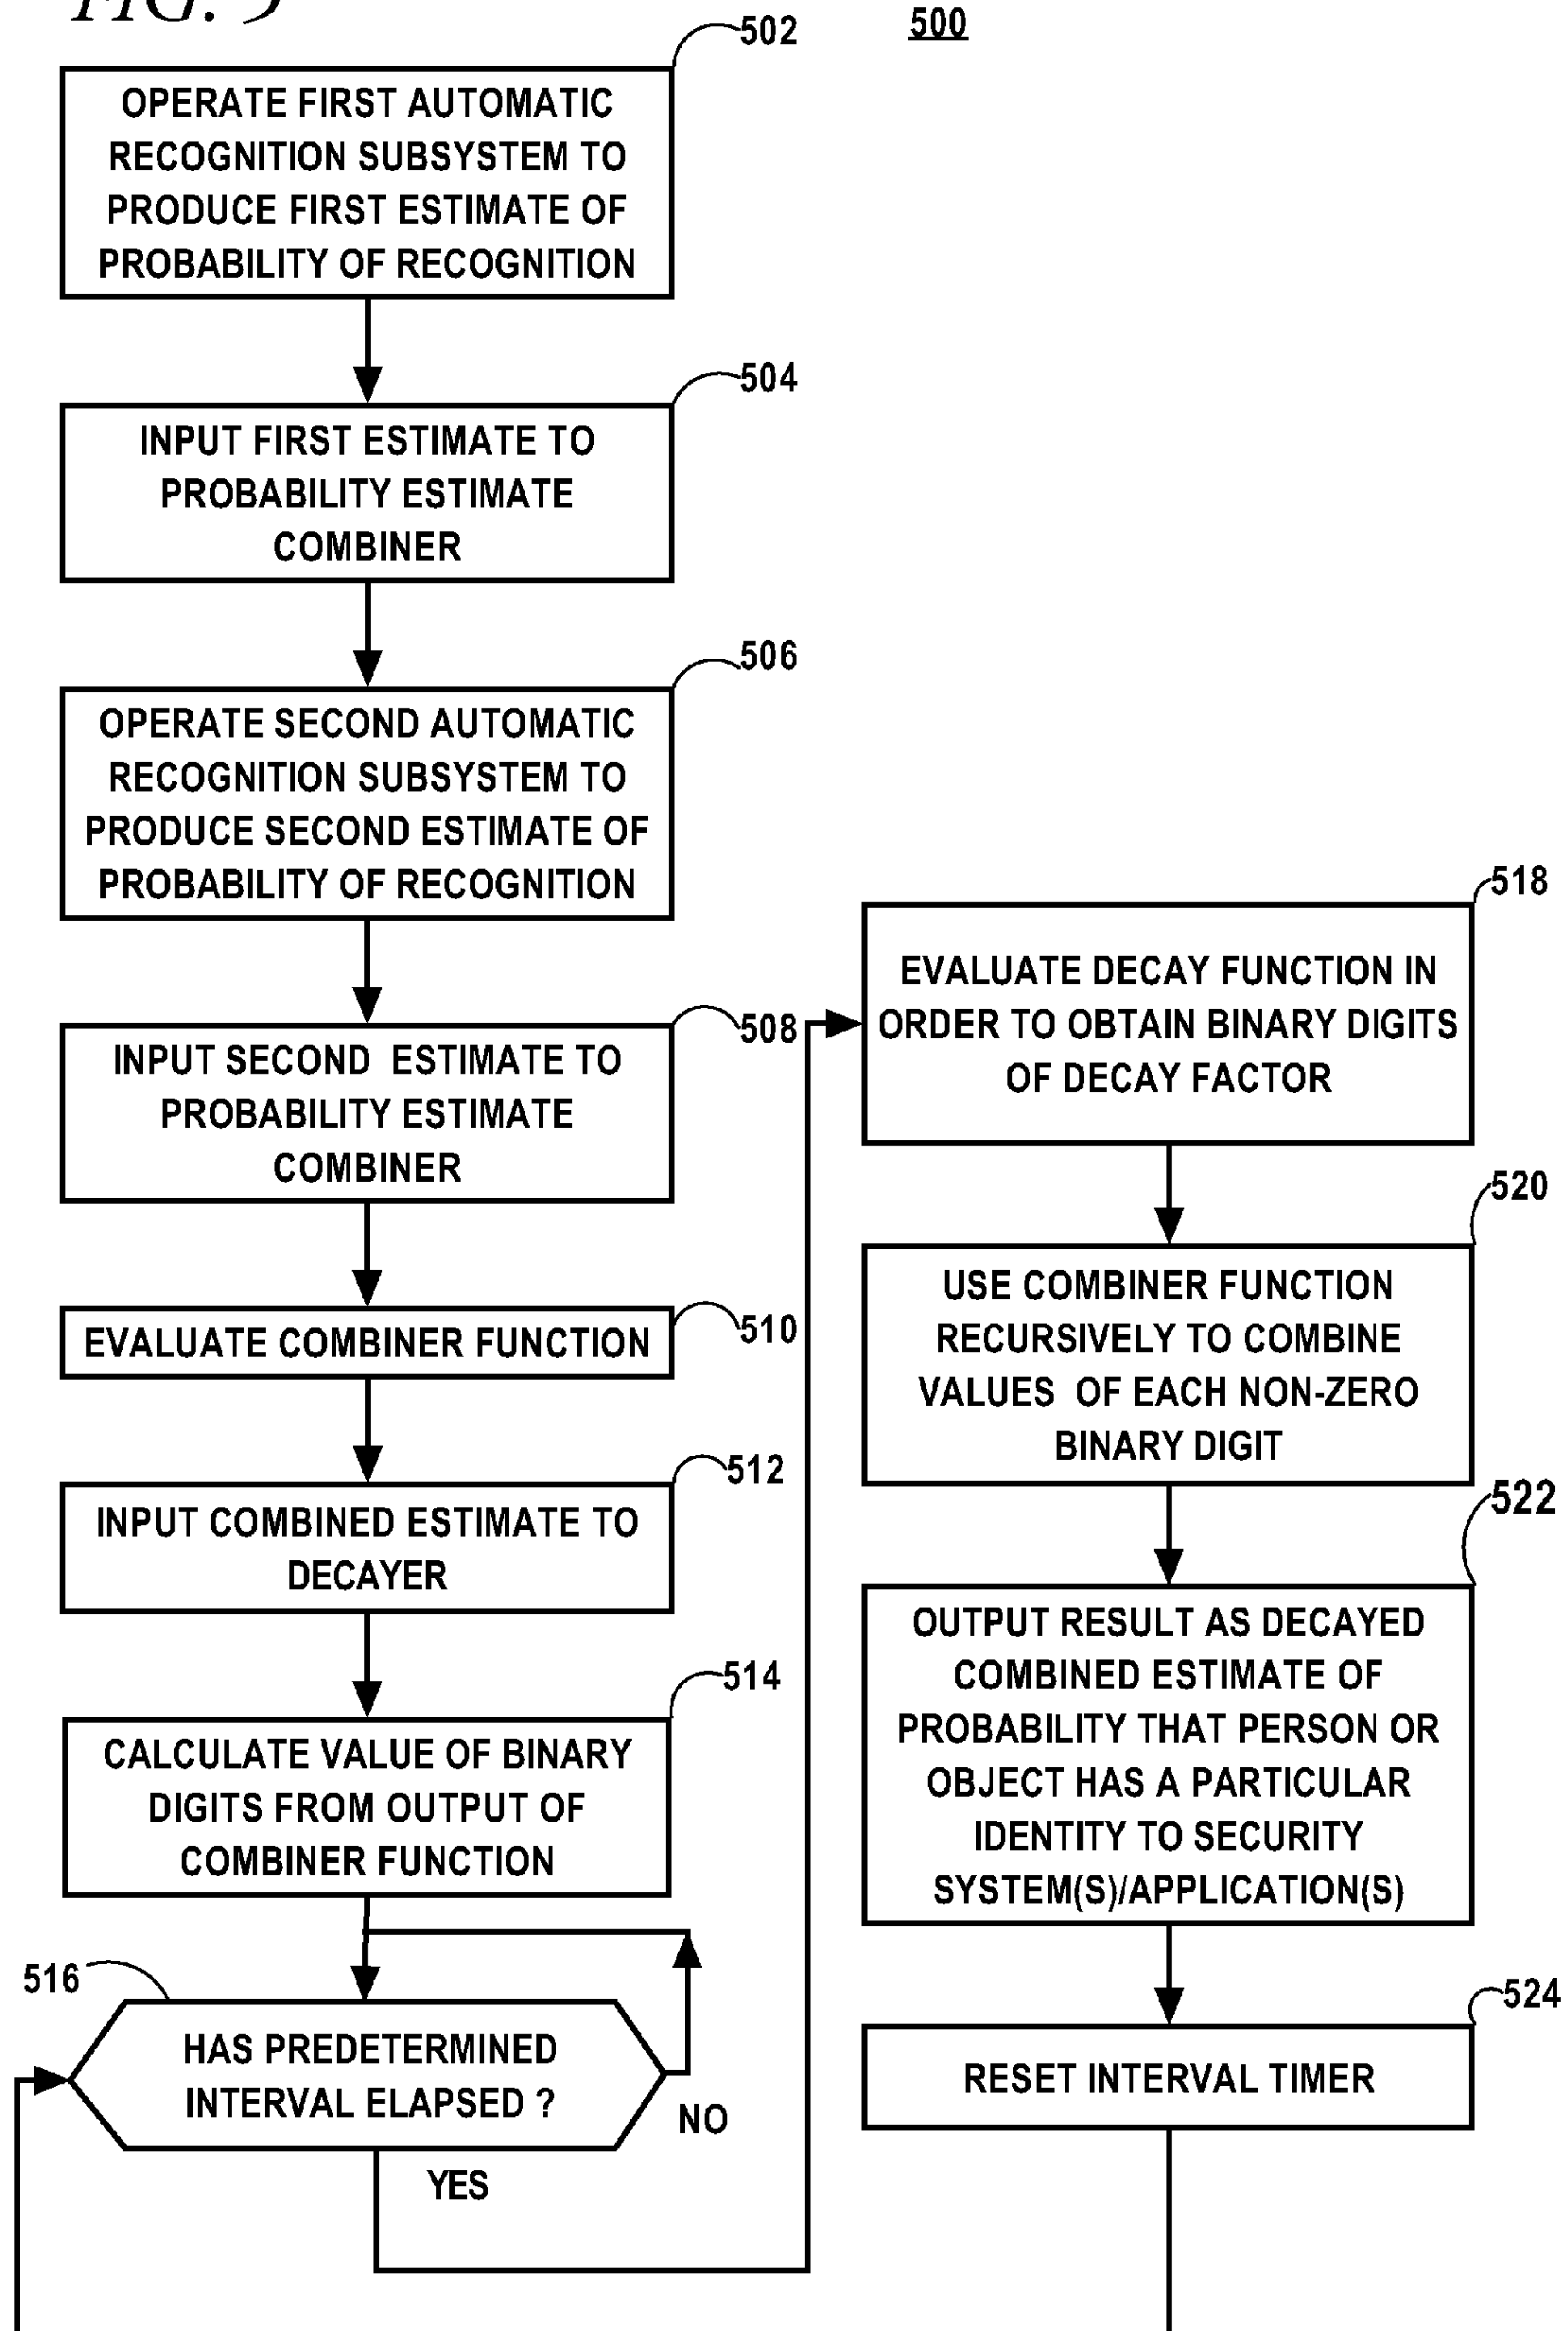 FIG. 5
500
502
OPERATE FIRST AUTOMATIC
RECOGNITION SUBSYSTEM TO
PRODUCE FIRST ESTIMATE OF
PROBABILITY OF RECOGNITION
504
INPUT FIRST ESTIMATE TO
PROBABILITY ESTIMATE
COMBINER
506
OPERATE SECOND AUTOMATIC
RECOGNITION SUBSYSTEM TO
PRODUCE SECOND ESTIMATE OF
PROBABILITY OF RECOGNITION
508
INPUT SECOND ESTIMATE TO
PROBABILITY ESTIMATE
COMBINER
510
EVALUATE COMBINER FUNCTION
512
INPUT COMBINED ESTIMATE TO
DECAYER
514
CALCULATE VALUE OF BINARY
DIGITS FROM OUTPUT OF
COMBINER FUNCTION
516
HAS PREDETERMINED
INTERVAL ELAPSED ?
NO
YES
518
EVALUATE DECAY FUNCTION IN
ORDER TO OBTAIN BINARY DIGITS
OF DECAY FACTOR
520
USE COMBINER FUNCTION
RECURSIVELY TO COMBINE
VALUES OF EACH NON-ZERO
BINARY DIGIT
522
OUTPUT RESULT AS DECAYED
COMBINED ESTIMATE OF
PROBABILITY THAT PERSON OR
OBJECT HAS A PARTICULAR
IDENTITY TO SECURITY
SYSTEM(S)/APPLICATION(S)
524
RESET INTERVAL TIMER